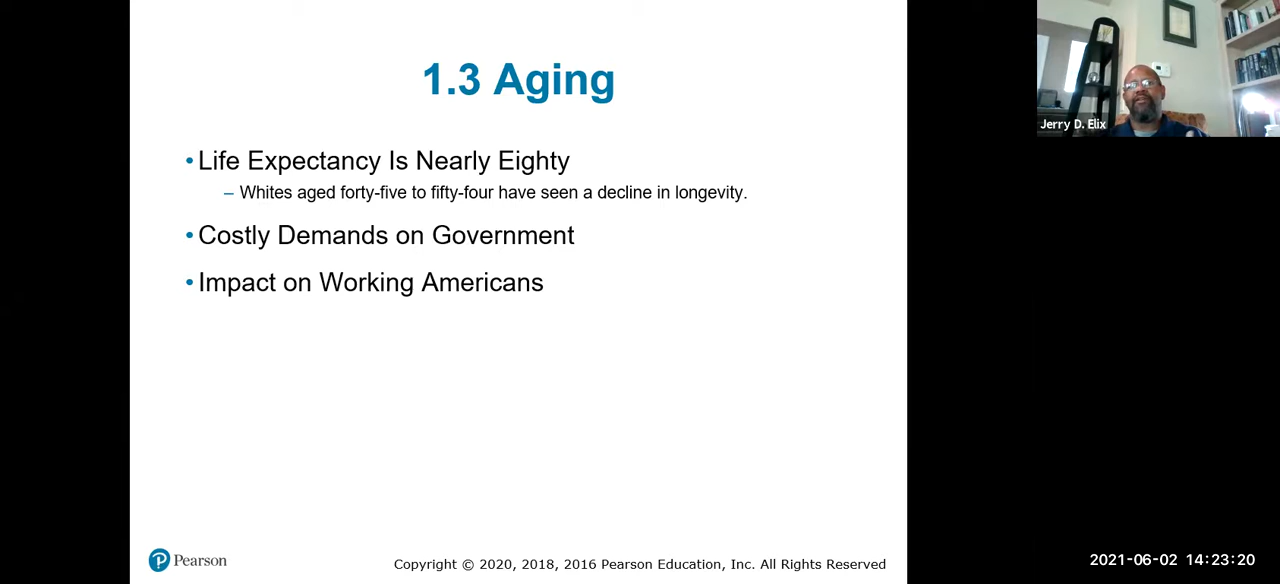 1.3 Aging
• Life Expectancy Is Nearly Eighty
– Whites aged forty-five to fifty-four have seen a decline in longevity.
• Costly Demands on Government
• Impact on Working Americans
Pearson
Copyright © 2020, 2018, 2016 Pearson Education, Inc. All Rights Reserved
Jerry D. Elix
2021-06-02 14:23:20